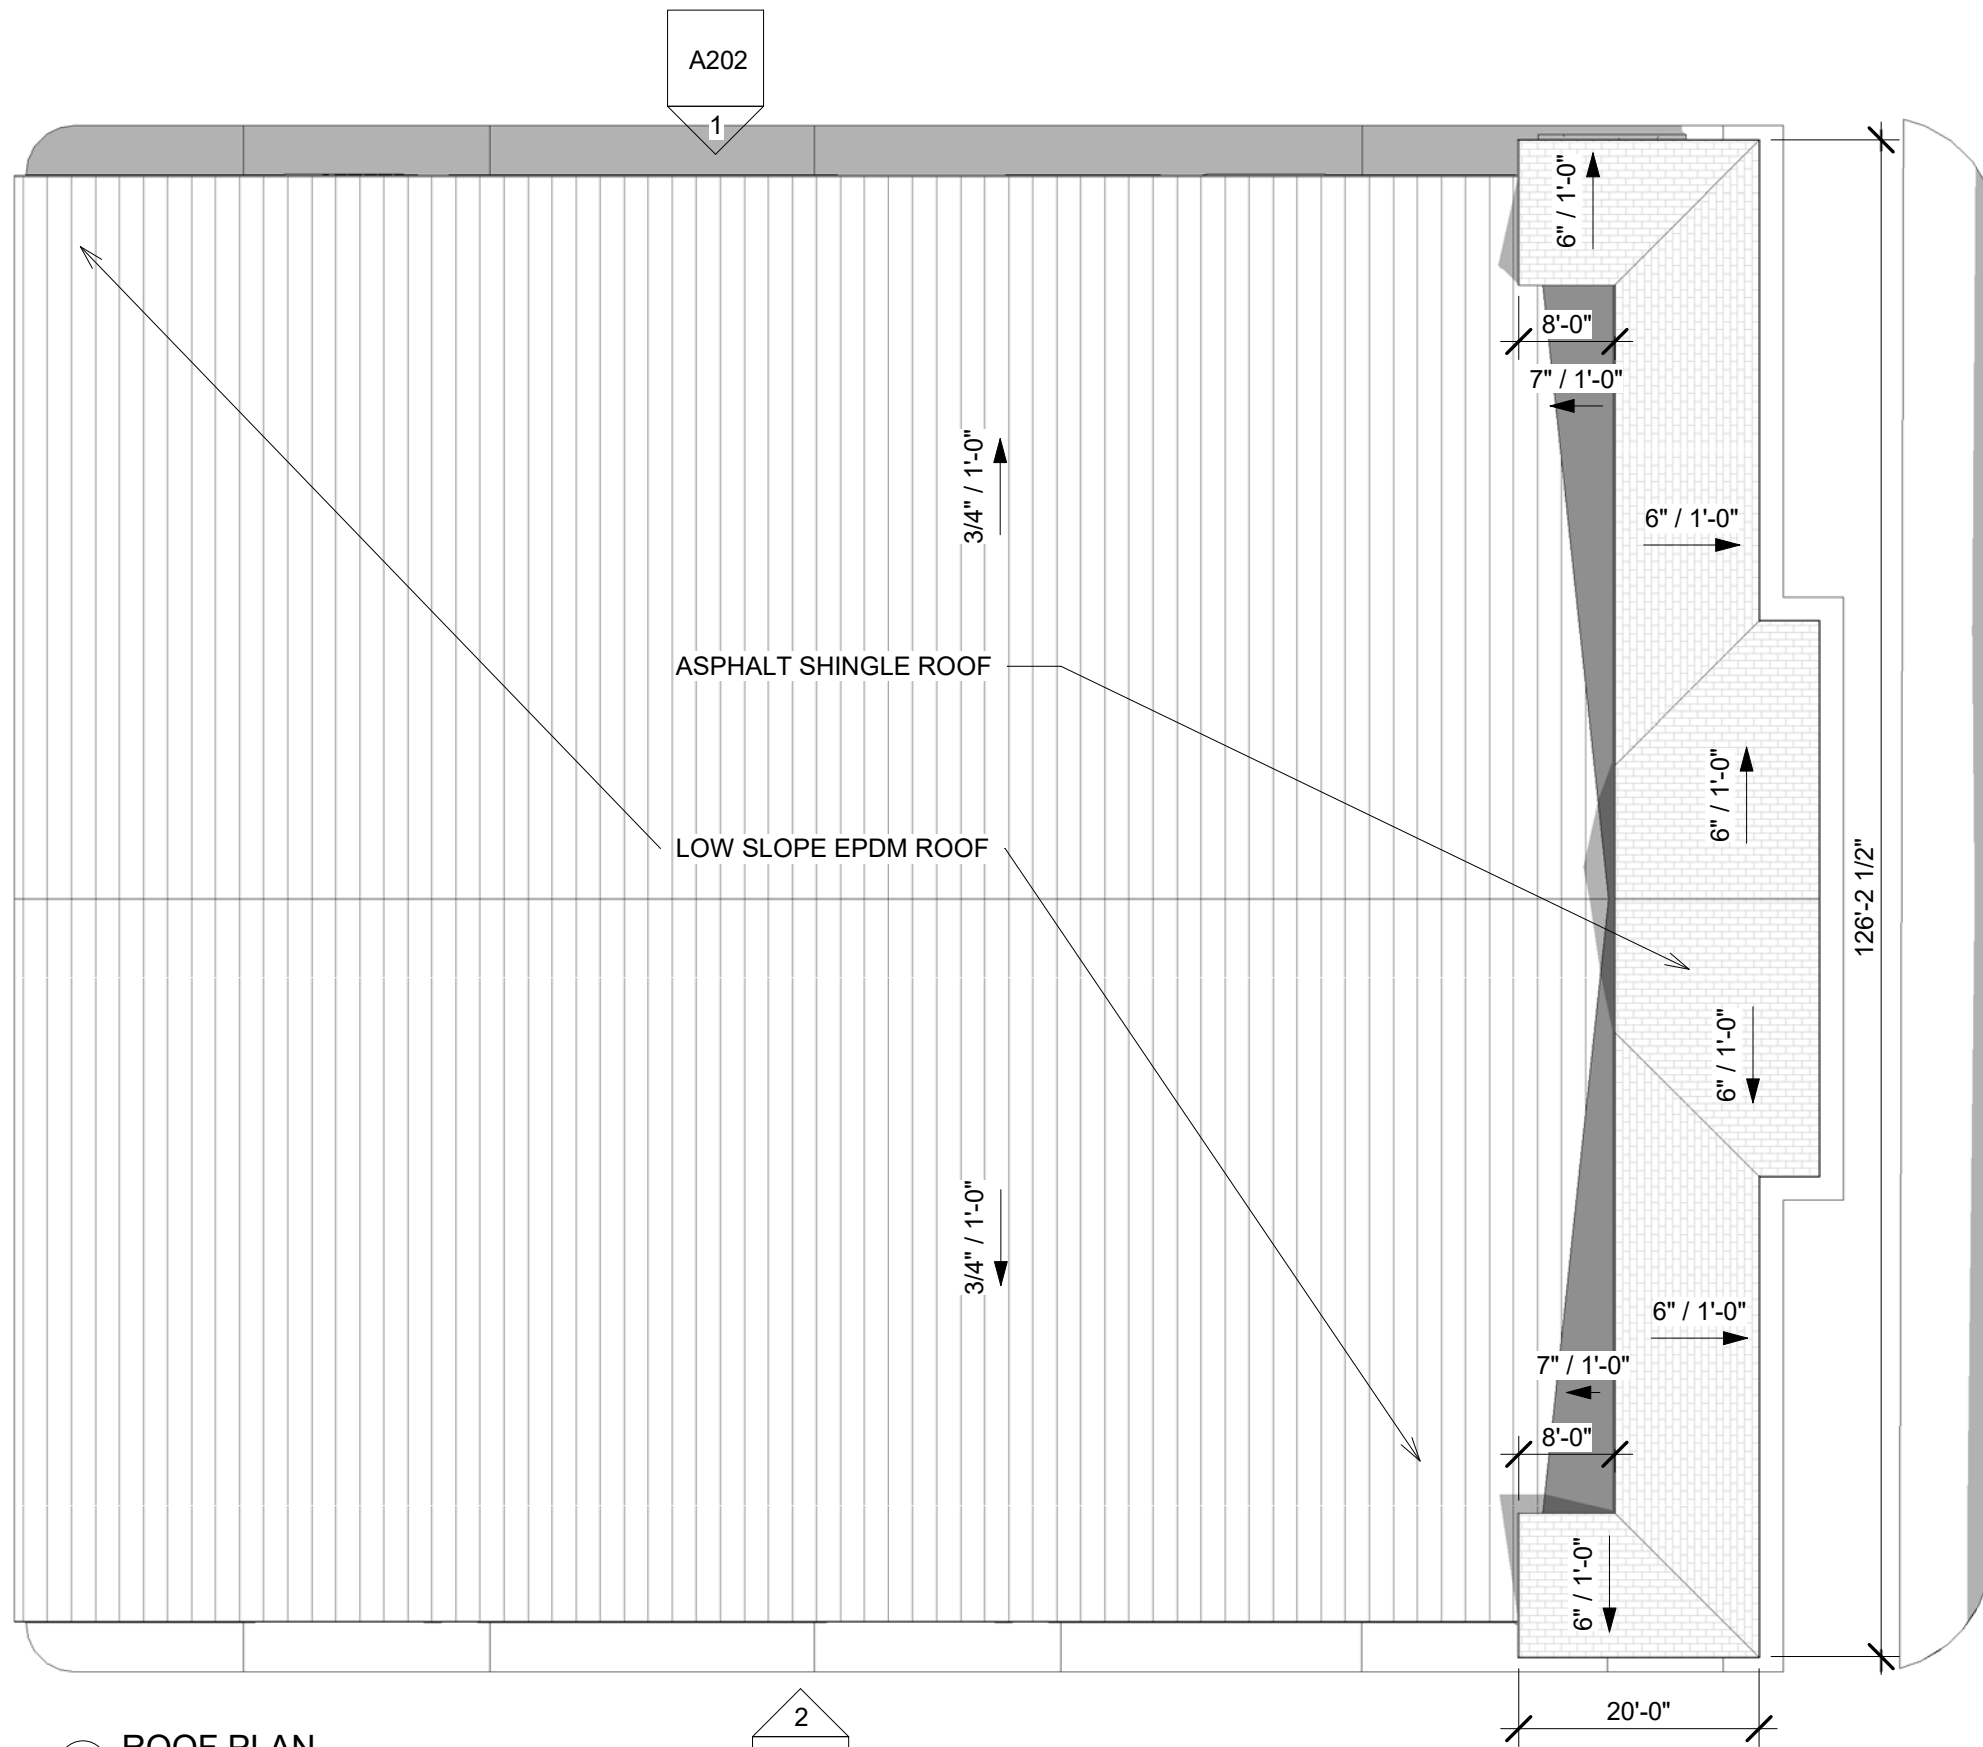 A202
1
6" / 1'-0"
8'-0"
7" / 1'-0"
3/4" / 1'-0"
6" / 1'-0"
ASPHALT SHINGLE ROOF
6" / 1'-0"
LOW SLOPE EPDM ROOF
126'-2 1/2"
6" / 1'-0"
3/4" / 1'-0"
6" / 1'-0"
7" / 1'-0"
8'-0"
6" / 1'-0"
20'-0"
2
ROOF PLAN